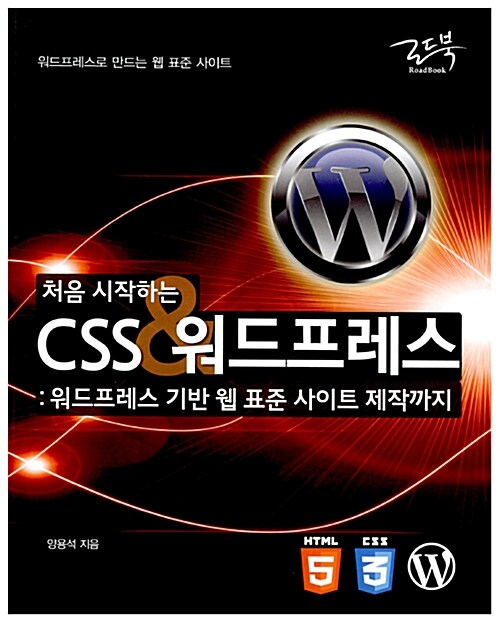 워드프레스로 만드는 웹 표준 사이트
로드북
RoadBook
W
처음 시작하는
CSS & 워드프레스
: 워드프레스 기반 웹 표준 사이트 제작까지
양용석 지음
HTML
5
CSS
3
W